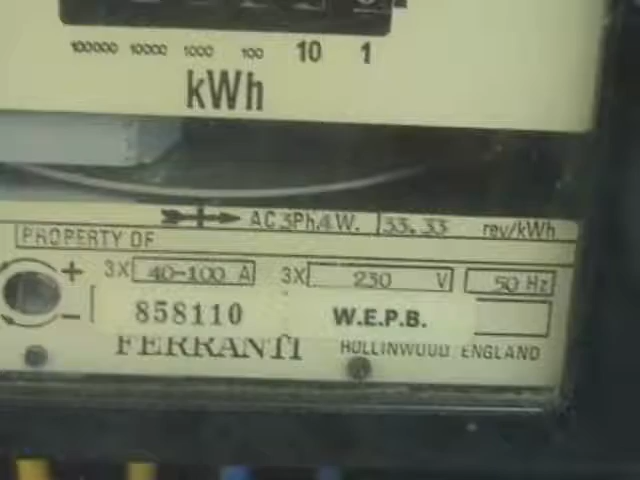 100000 10000 1000 100 10 1
kWh
AC 3Ph.4W. 33.33 rev/kWh
PROPERTY OF
+ 3X 40-100 A 3X 230 V 50 Hz
−
858110 W.E.P.B.
FERRANTI HOLLINWOOD ENGLAND